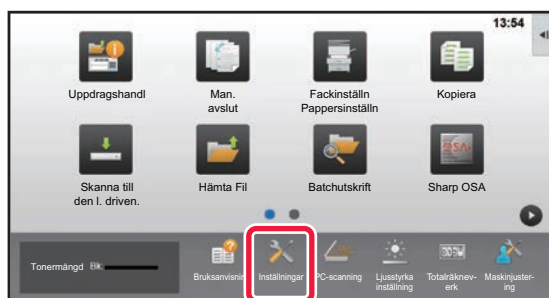 13:54
Uppdragshandl
Man.
avslut
Fackinställn
Pappersinställn
Kopiera
Skanna till
den l. driven.
Hämta Fil
Batchutskrift
Sharp OSA
Tonermängd
Bk:
Bruksanvisning
Inställningar
PC-scanning
Ljusstyrka
inställning
Totalräknev-
erk
Maskinjuster-
ing